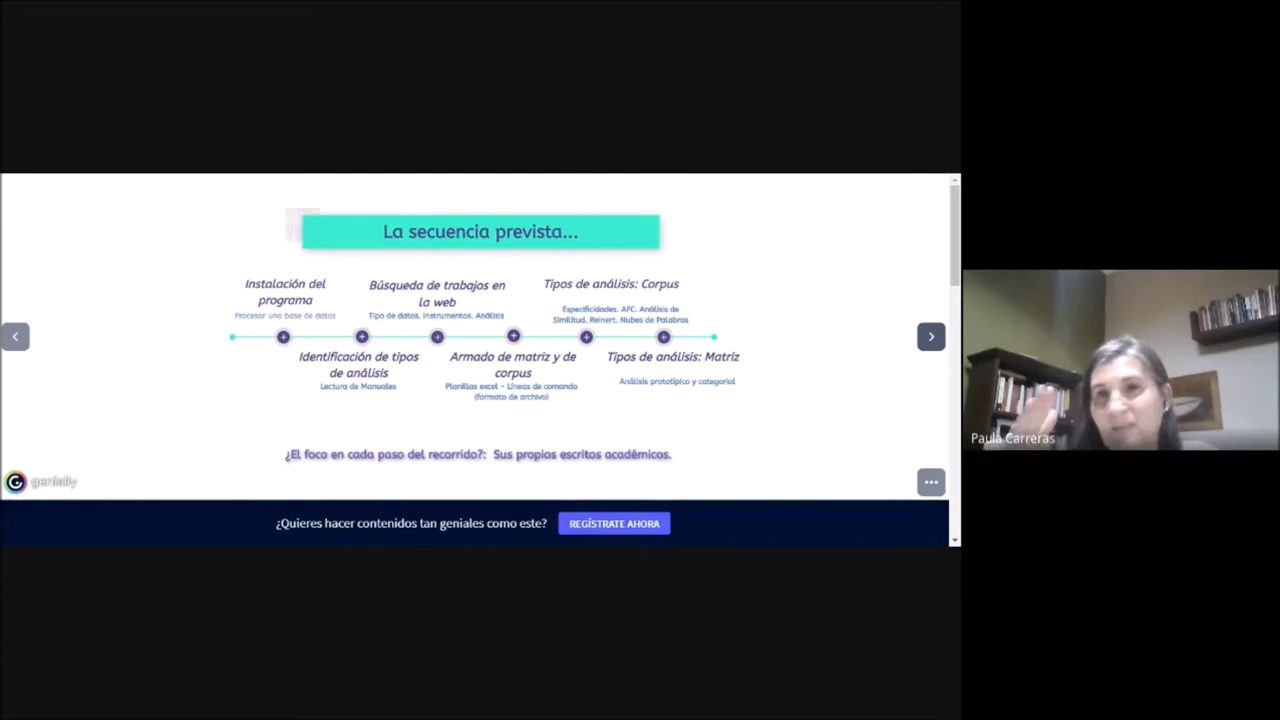 La secuencia prevista...
Instalación del
programa
Procesar una base de datos
Búsqueda de trabajos en
la web
Tipo de datos, Instrumentos, Análisis
Tipos de análisis: Corpus
Especificidades, AFC, Análisis de
Similitud, Reinert, Nubes de Palabras
Identificación de tipos
de análisis
Lectura de Manuales
Armado de matriz y de
corpus
Planillas excel - Líneas de comando
(formato de archivo)
Tipos de análisis: Matriz
Análisis prototípico y categorial
¿El foco en cada paso del recorrido?: Sus propios escritos académicos.
genially
¿Quieres hacer contenidos tan geniales como este?
REGÍSTRATE AHORA
Paula Carreras